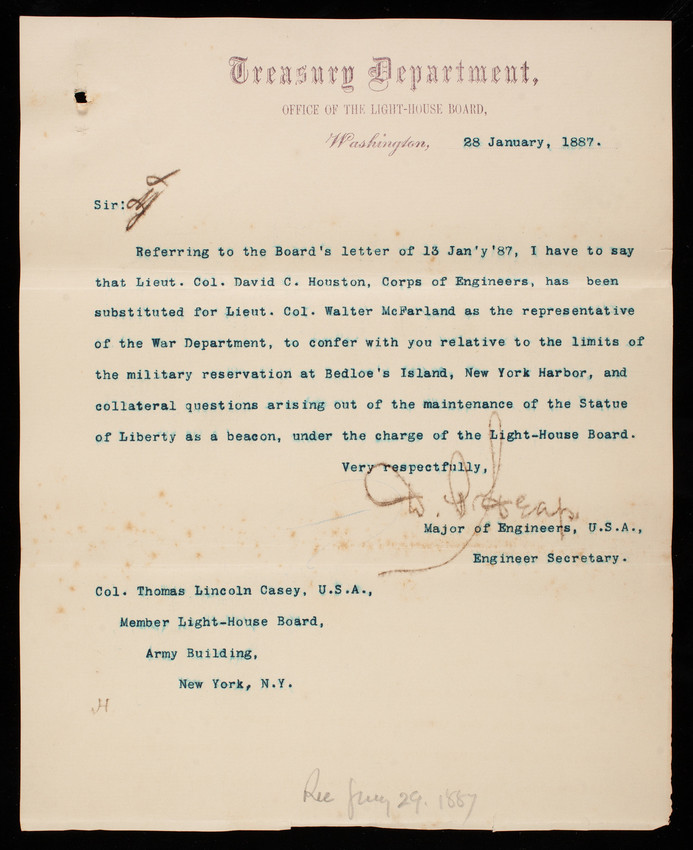 Treasury Department,
OFFICE OF THE LIGHT-HOUSE BOARD,
Washington, 28 January, 1887.
Sir:
Referring to the Board's letter of 13 Jan'y'87, I have to say
that Lieut. Col. David C. Houston, Corps of Engineers, has been
substituted for Lieut. Col. Walter McFarland as the representative
of the War Department, to confer with you relative to the limits of
the military reservation at Bedloe's Island, New York Harbor, and
collateral questions arising out of the maintenance of the Statue
of Liberty as a beacon, under the charge of the Light-House Board.
Very respectfully,
Heap.
Major of Engineers, U.S.A.,
Engineer Secretary.
Col. Thomas Lincoln Casey, U.S.A.,
Member Light-House Board,
Army Building,
New York, N.Y.
Rec Jany 29. 1887